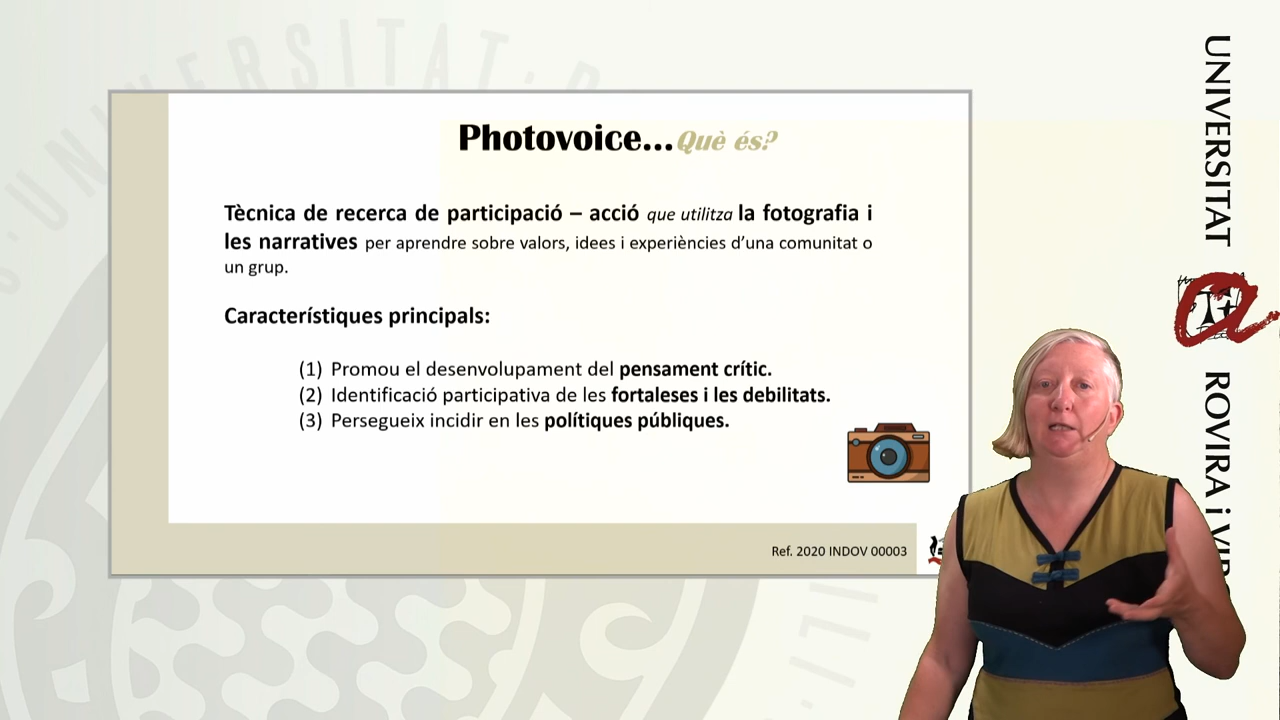 Photovoice...Què és?
Tècnica de recerca de participació – acció que utilitza la fotografia i
les narratives per aprendre sobre valors, idees i experiències d’una comunitat o
un grup.
Característiques principals:
(1) Promou el desenvolupament del pensament crític.
(2) Identificació participativa de les fortaleses i les debilitats.
(3) Persegueix incidir en les polítiques públiques.
Ref. 2020 INDOV 00003
UNIVERSITAT
ROVIRA i